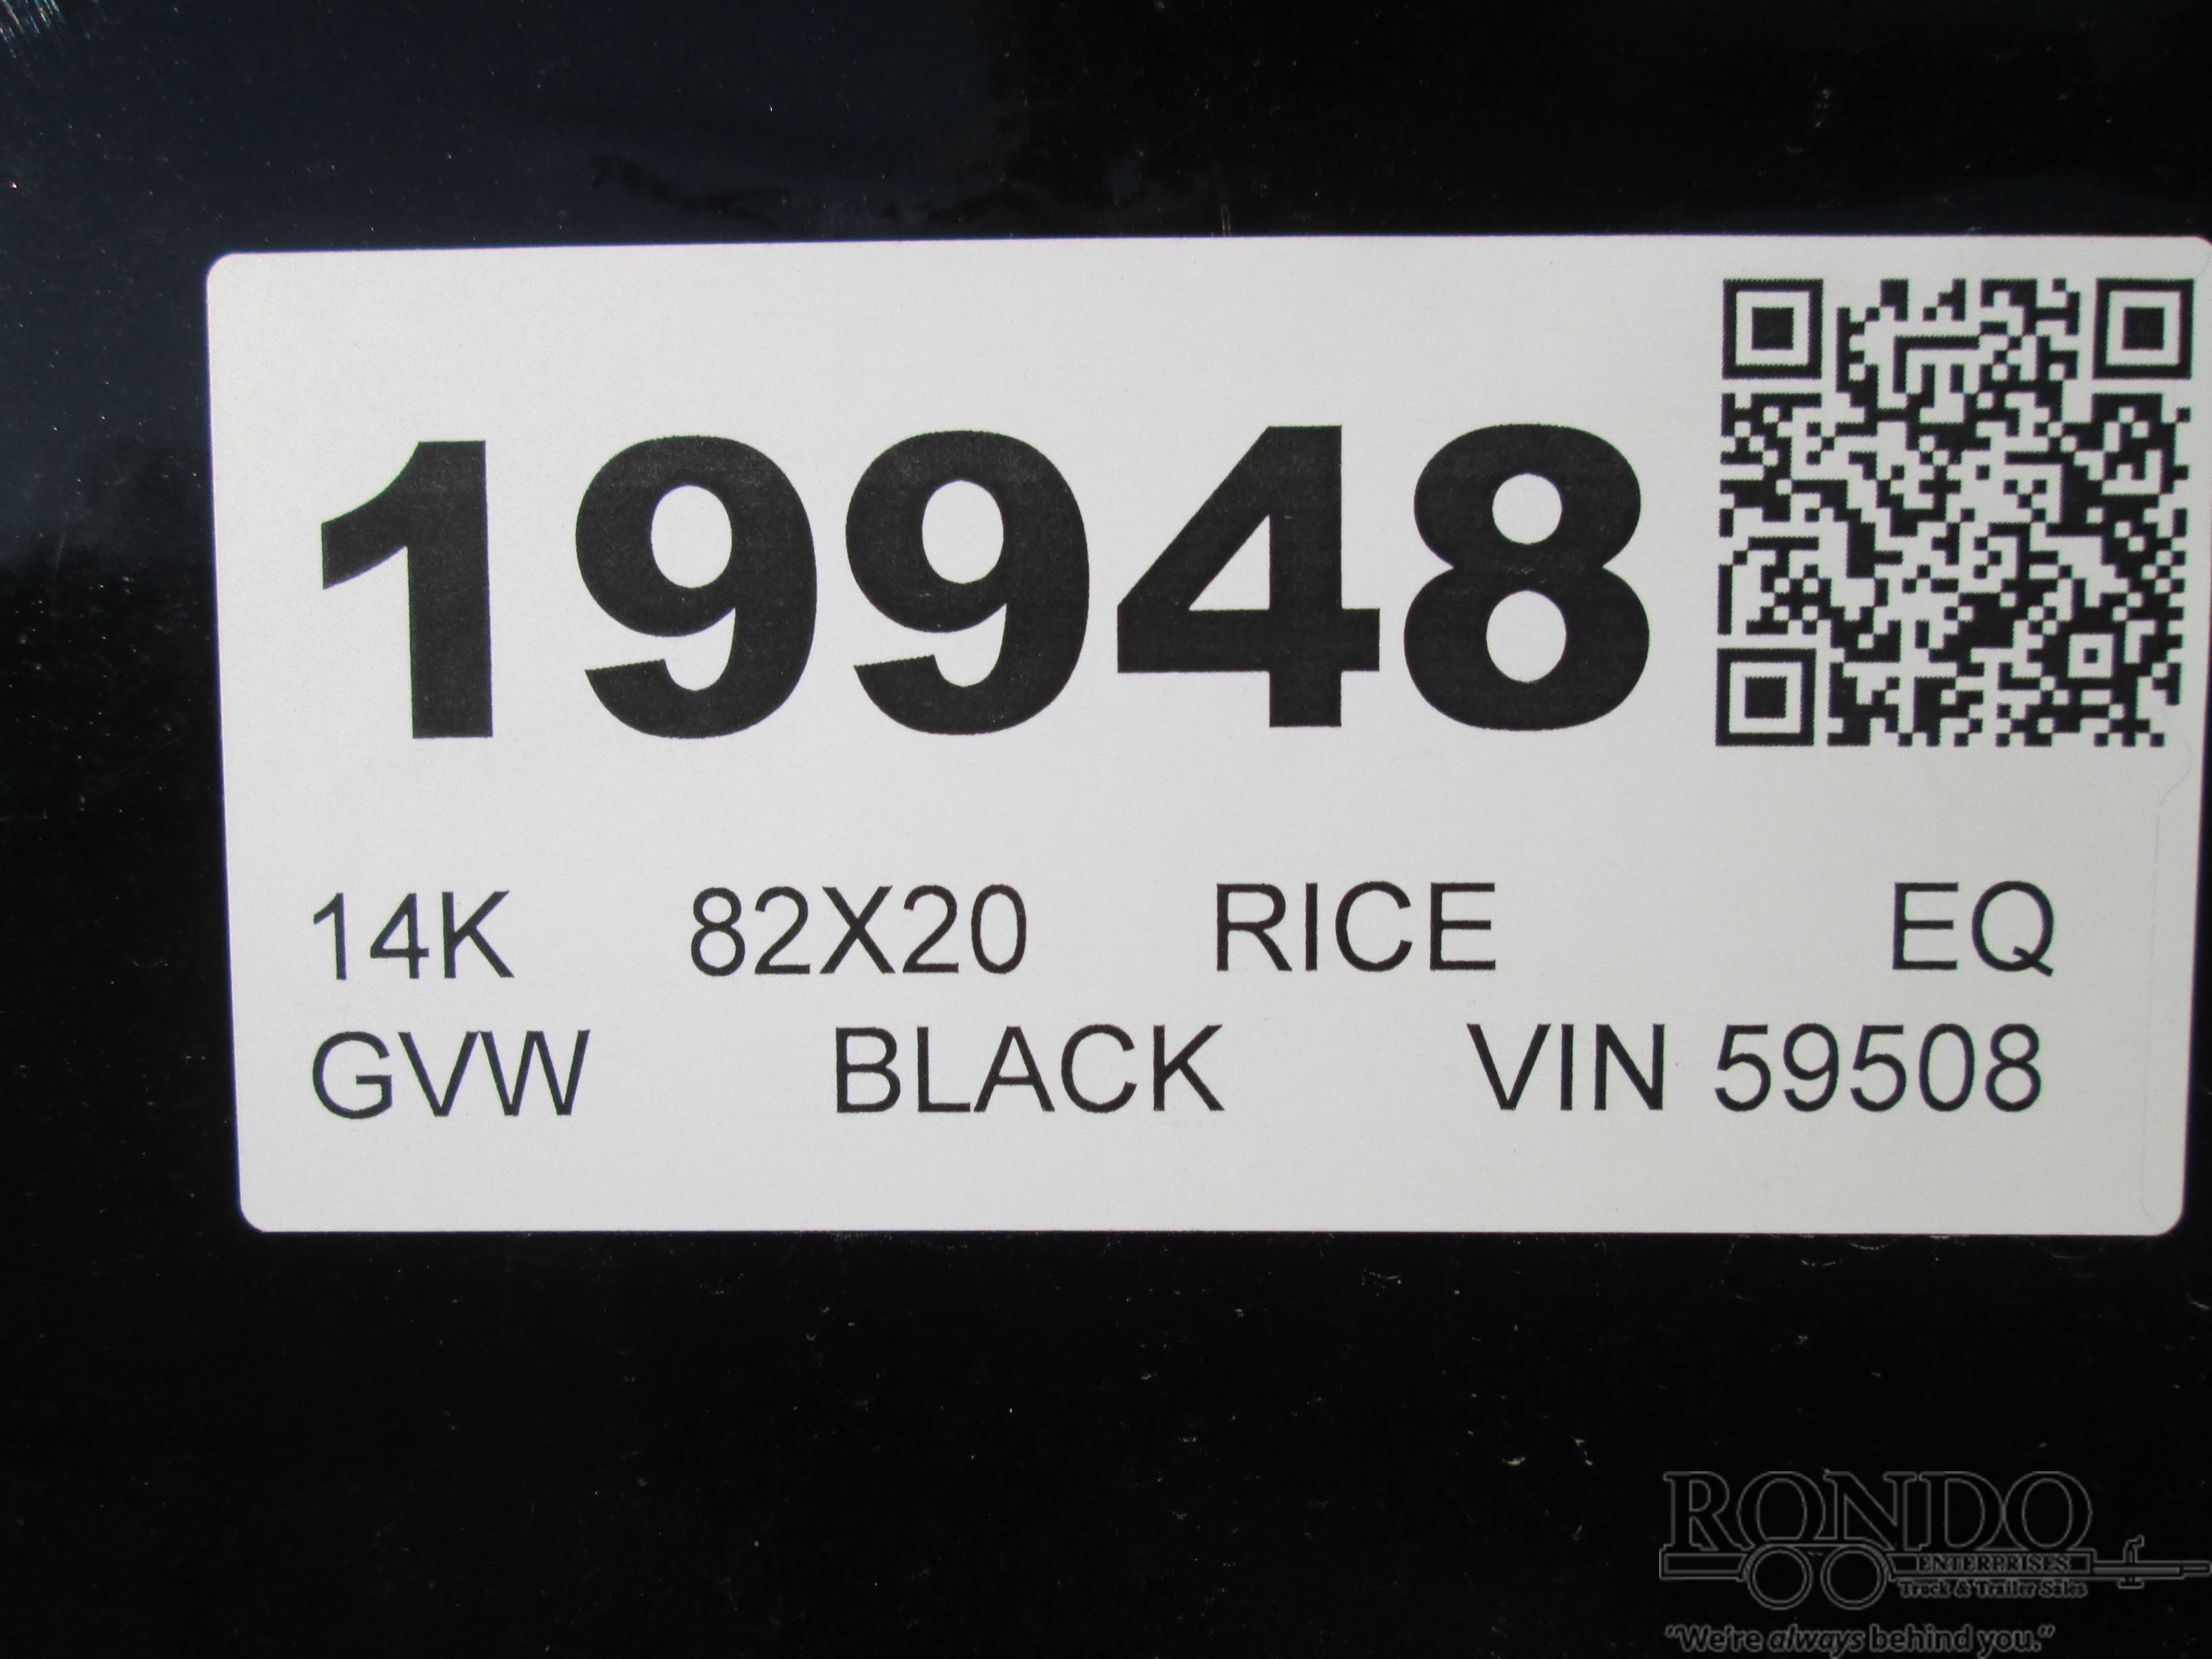 19948
14K 82X20 RICE EQ
GVW BLACK VIN 59508
RONDO
ENTERPRISES
Truck & Trailer Sales
"We're always behind you."